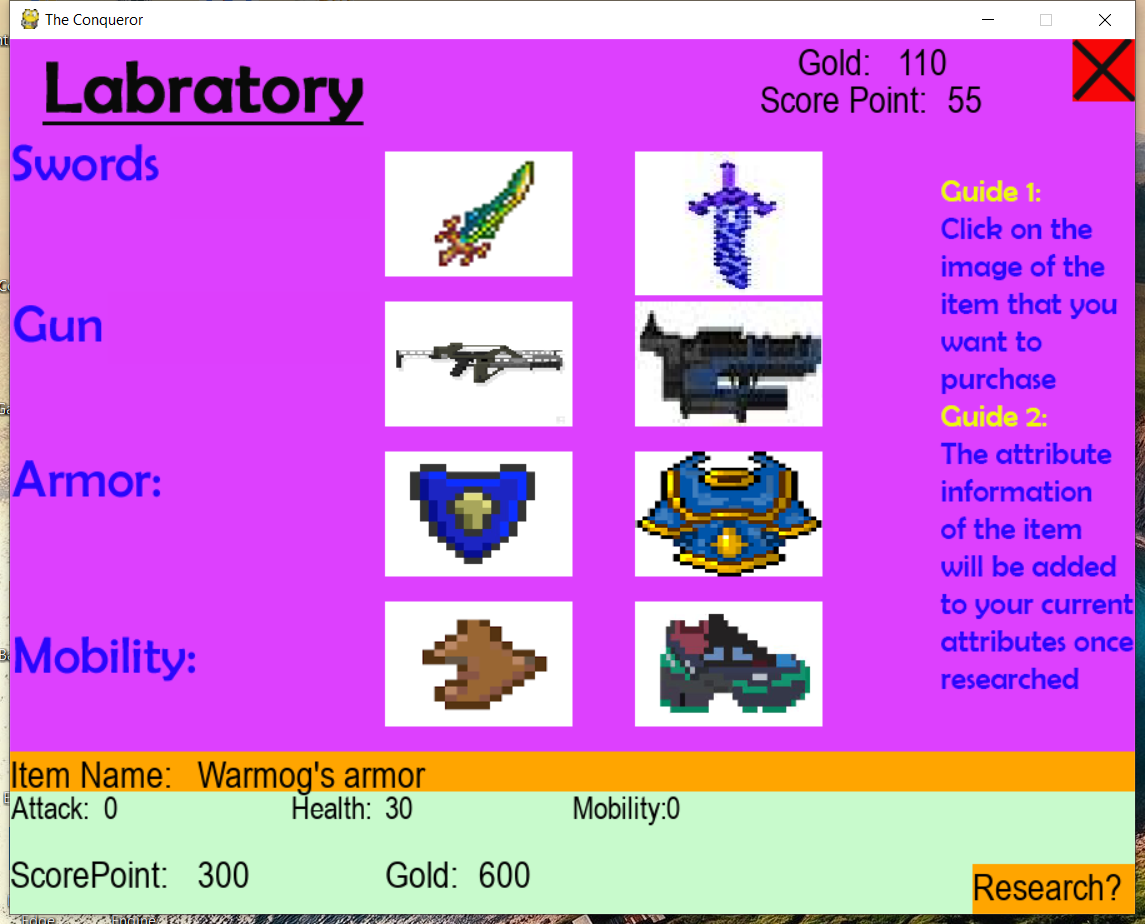 The Conqueror
Labratory
Gold: 110
Score Point: 55
Swords
Gun
Armor:
Mobility:
Guide 1:
Click on the
image of the
item that you
want to
purchase
Guide 2:
The attribute
information
of the item
will be added
to your current
attributes once
researched
Item Name: Warmog's armor
Attack: 0 Health: 30 Mobility:0
ScorePoint: 300 Gold: 600
Research?
Edge Engine